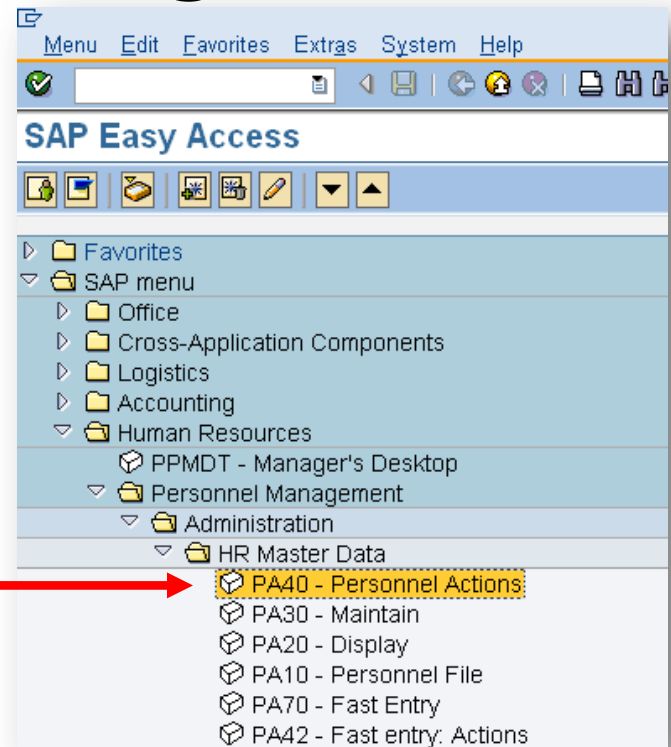 Menu Edit Favorites Extras System Help
SAP Easy Access
Favorites
SAP menu
Office
Cross-Application Components
Logistics
Accounting
Human Resources
PPMDT - Manager's Desktop
Personnel Management
Administration
HR Master Data
PA40 - Personnel Actions
PA30 - Maintain
PA20 - Display
PA10 - Personnel File
PA70 - Fast Entry
PA42 - Fast entry: Actions